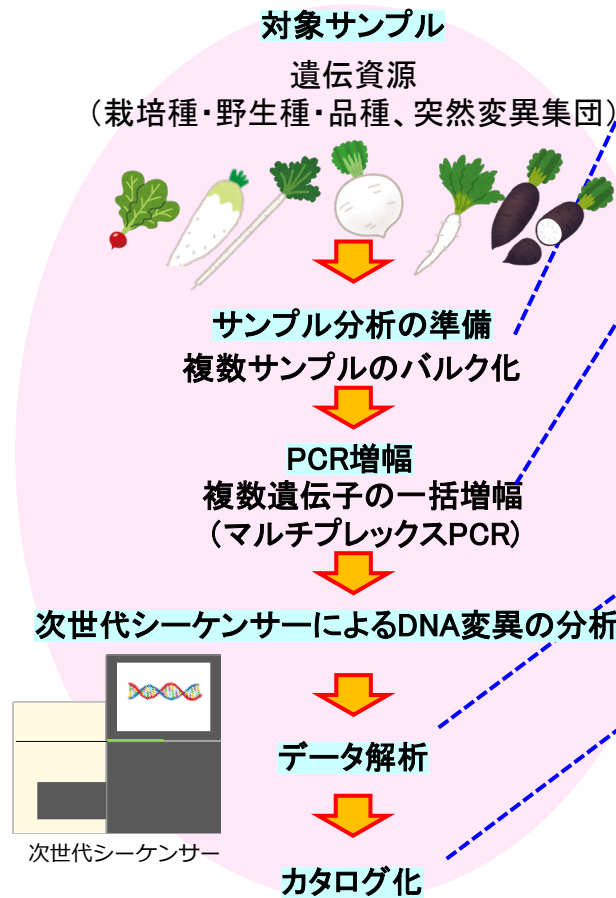 対象サンプル
遺伝資源
（栽培種・野生種・品種、突然変異集団）
サンプル分析の準備
複数サンプルのバルク化
PCR増幅
複数遺伝子の一括増幅
（マルチプレックスPCR）
次世代シーケンサーによるDNA変異の分析
データ解析
次世代シーケンサー
カタログ化